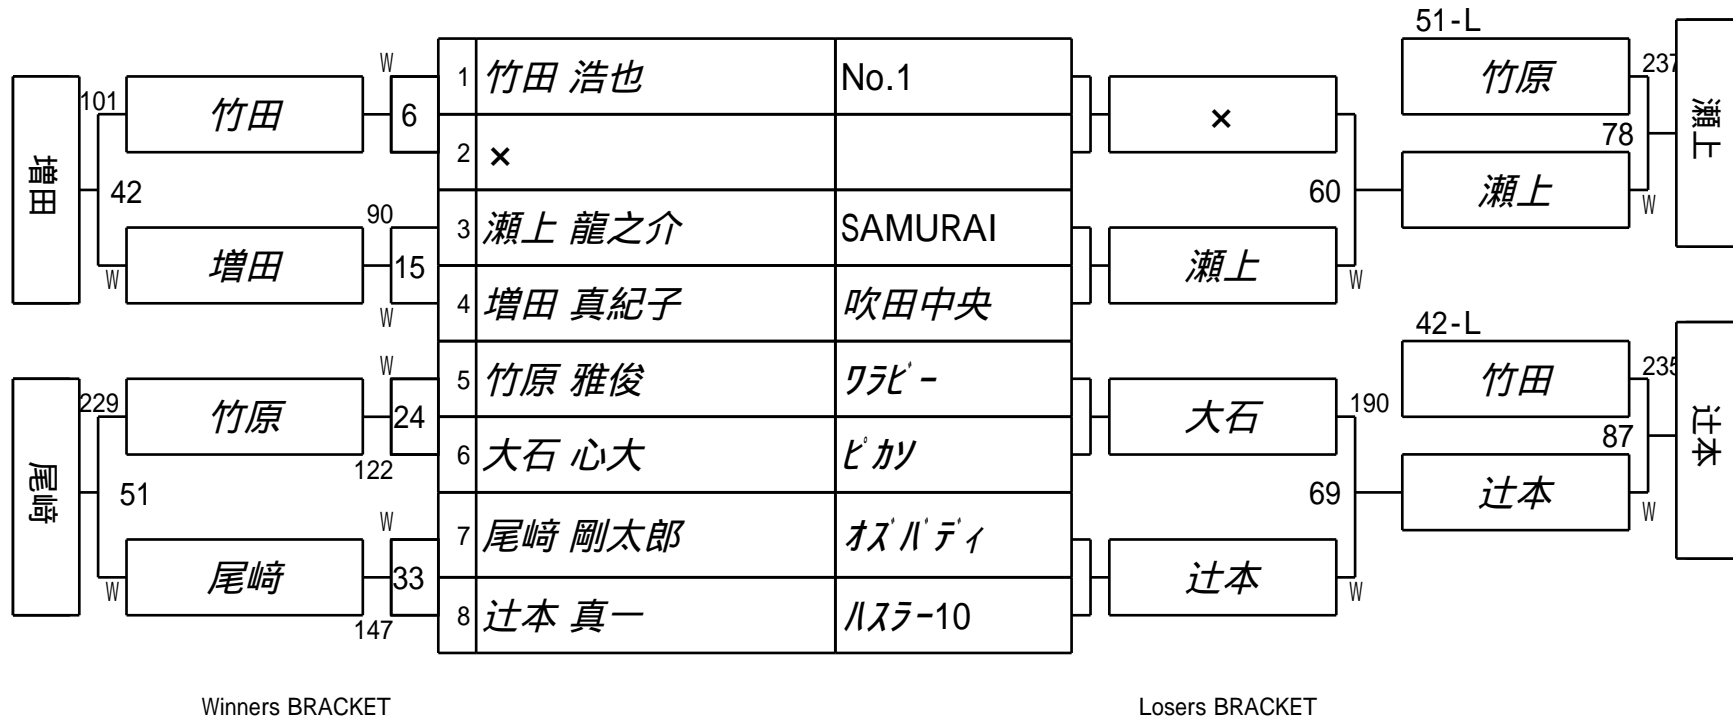 51-L
W
1 竹田 浩也 No.1
竹原
237
101
竹田
6
×
瀬上
78
2 ×
増田
42
60
瀬上
W
90
3 瀬上 龍之介 SAMURAI
増田
15
瀬上
W
W
4 増田 真紀子 吹田中央
W
42-L
W
5 竹原 雅俊 ワラビー
竹田
235
229
竹原
24
大石
190
辻本
87
122
6 大石 心大 ピカソ
尾﨑
51
69
辻本
W
W
7 尾﨑 剛太郎 オズバディ
尾﨑
33
辻本
W
W
147
8 辻本 真一 ハスラー10
Winners BRACKET
Losers BRACKET